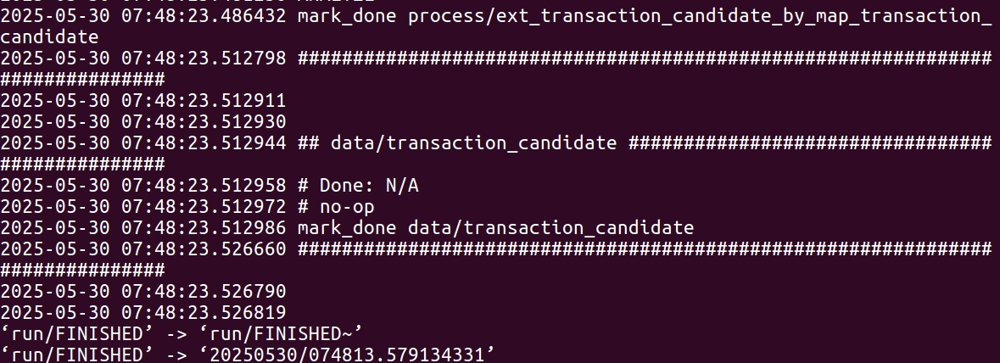 2025-05-30 07:48:23.486432 mark_done process/ext_transaction_candidate_by_map_transaction_
candidate
2025-05-30 07:48:23.512798 ###############################################################
###############
2025-05-30 07:48:23.512911
2025-05-30 07:48:23.512930
2025-05-30 07:48:23.512944 ## data/transaction_candidate #################################
###############
2025-05-30 07:48:23.512958 # Done: N/A
2025-05-30 07:48:23.512972 # no-op
2025-05-30 07:48:23.512986 mark_done data/transaction_candidate
2025-05-30 07:48:23.526660 ###############################################################
###############
2025-05-30 07:48:23.526790
2025-05-30 07:48:23.526819
‘run/FINISHED’ -> ‘run/FINISHED~’
‘run/FINISHED’ -> ‘20250530/074813.579134331’